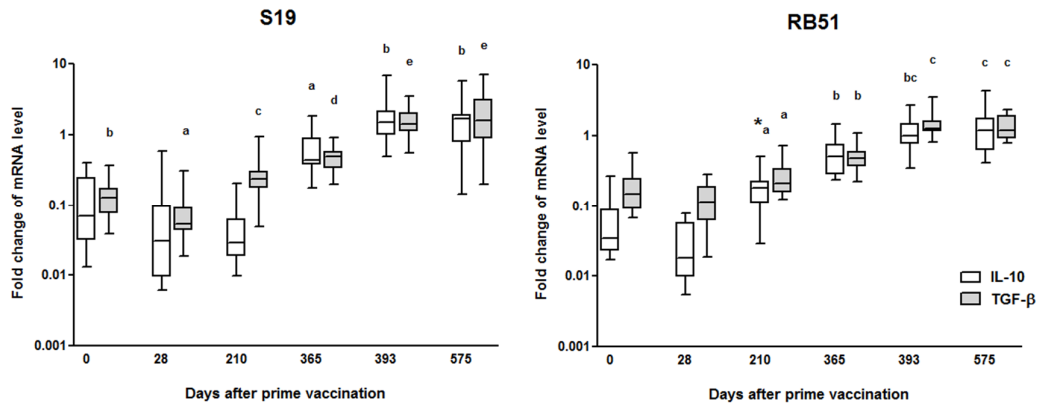 S19
Fold change of mRNA level
10
1
0.1
0.01
0.001
b
a
c
a
d
b
e
b
e
0 28 210 365 393 575
Days after prime vaccination
RB51
Fold change of mRNA level
10
1
0.1
0.01
0.001
*
a
a
b
b
bc
c
c
c
IL-10
TGF-β
0 28 210 365 393 575
Days after prime vaccination